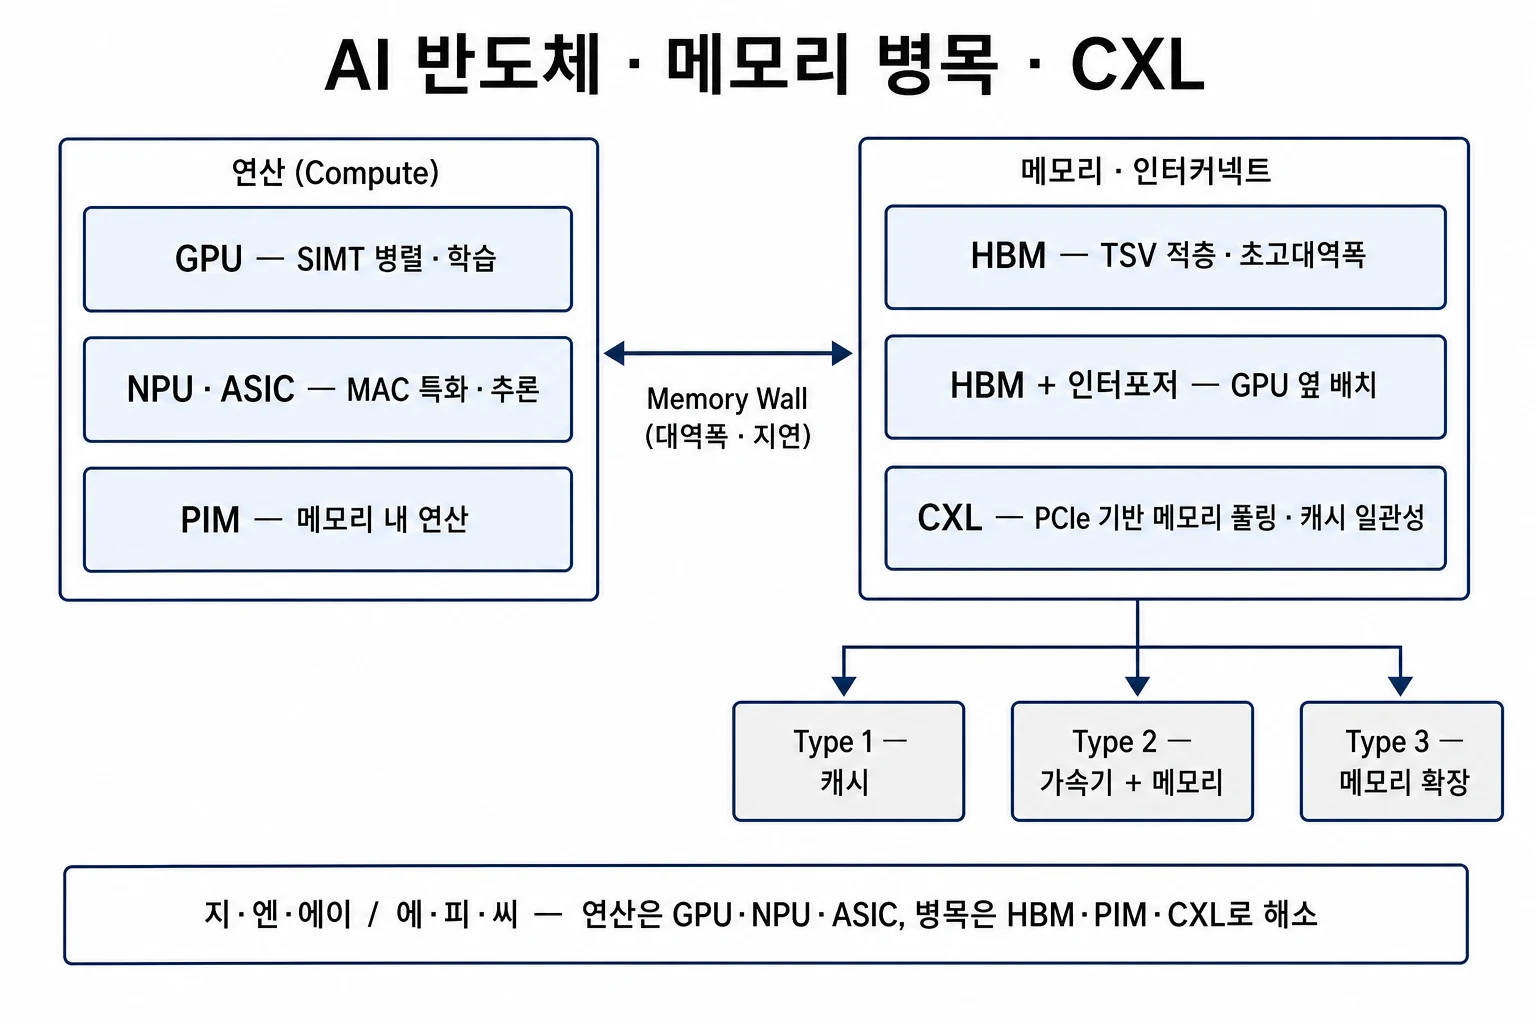 AI 반도체 · 메모리 병목 · CXL
연산 (Compute)
GPU — SIMT 병렬 · 학습
NPU · ASIC — MAC 특화 · 추론
PIM — 메모리 내 연산
Memory Wall
(대역폭 · 지연)
메모리 · 인터커넥트
HBM — TSV 적층 · 초고대역폭
HBM + 인터포저 — GPU 옆 배치
CXL — PCIe 기반 메모리 풀링 · 캐시 일관성
Type 1 —
캐시
Type 2 —
가속기 + 메모리
Type 3 —
메모리 확장
지·엔·에이 / 에·피·씨 — 연산은 GPU·NPU·ASIC, 병목은 HBM·PIM·CXL로 해소